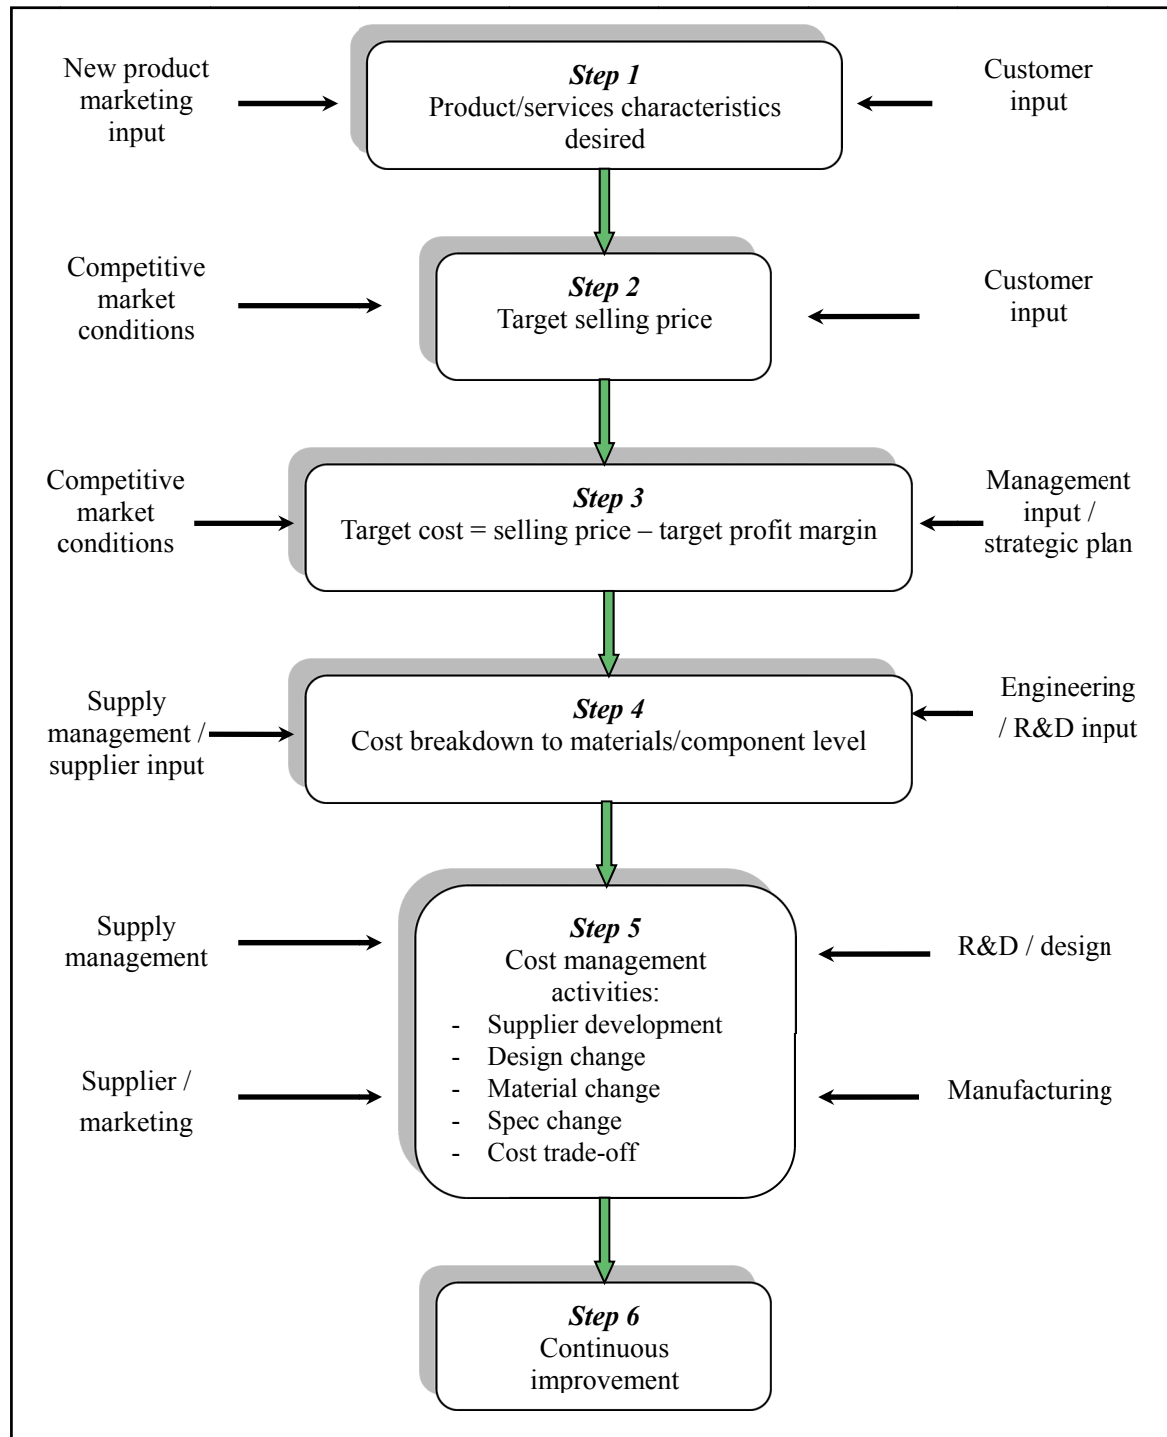 New product
marketing
input
Step 1
Product/services characteristics
desired
Customer
input
Competitive
market
conditions
Step 2
Target selling price
Customer
input
Competitive
market
conditions
Step 3
Target cost = selling price – target profit margin
Management
input /
strategic plan
Supply
management /
supplier input
Step 4
Cost breakdown to materials/component level
Engineering
/ R&D input
Supply
management
Supplier /
marketing
Step 5
Cost management
activities:
- Supplier development
- Design change
- Material change
- Spec change
- Cost trade-off
R&D / design
Manufacturing
Step 6
Continuous
improvement